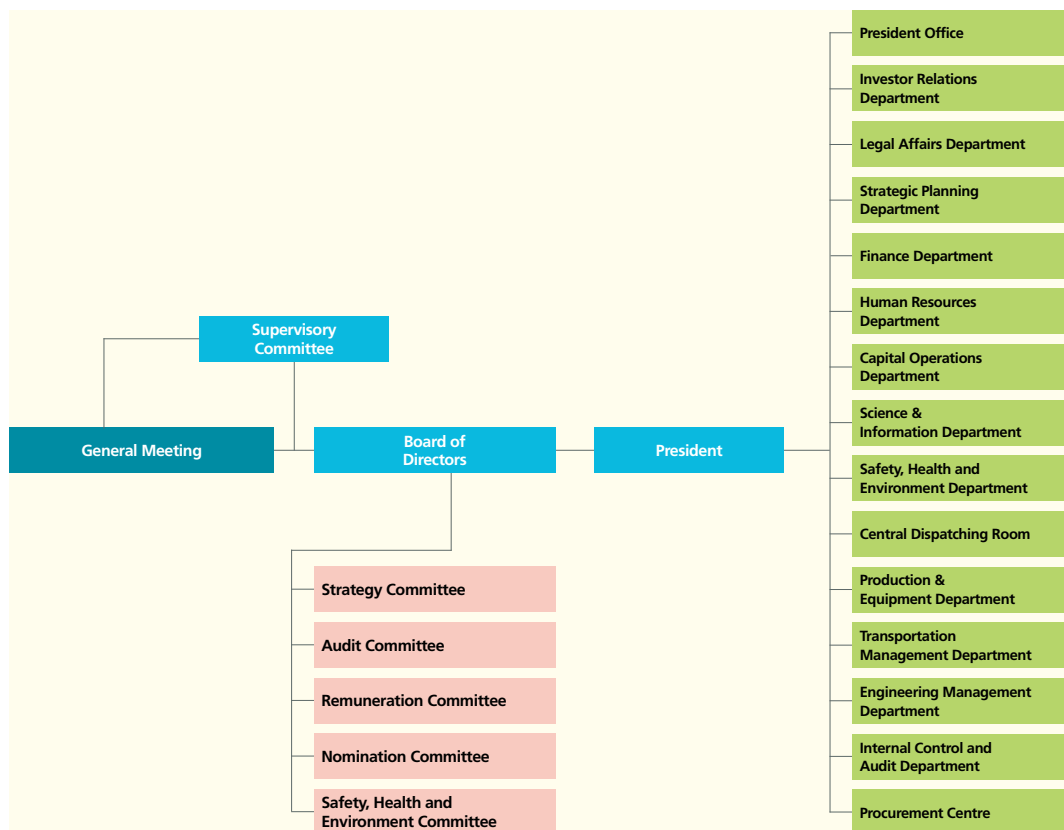 Supervisory
Committee
General Meeting
Board of
Directors
President
Strategy Committee
Audit Committee
Remuneration Committee
Nomination Committee
Safety, Health and
Environment Committee
President Office
Investor Relations
Department
Legal Affairs Department
Strategic Planning
Department
Finance Department
Human Resources
Department
Capital Operations
Department
Science &
Information Department
Safety, Health and
Environment Department
Central Dispatching Room
Production &
Equipment Department
Transportation
Management Department
Engineering Management
Department
Internal Control and
Audit Department
Procurement Centre